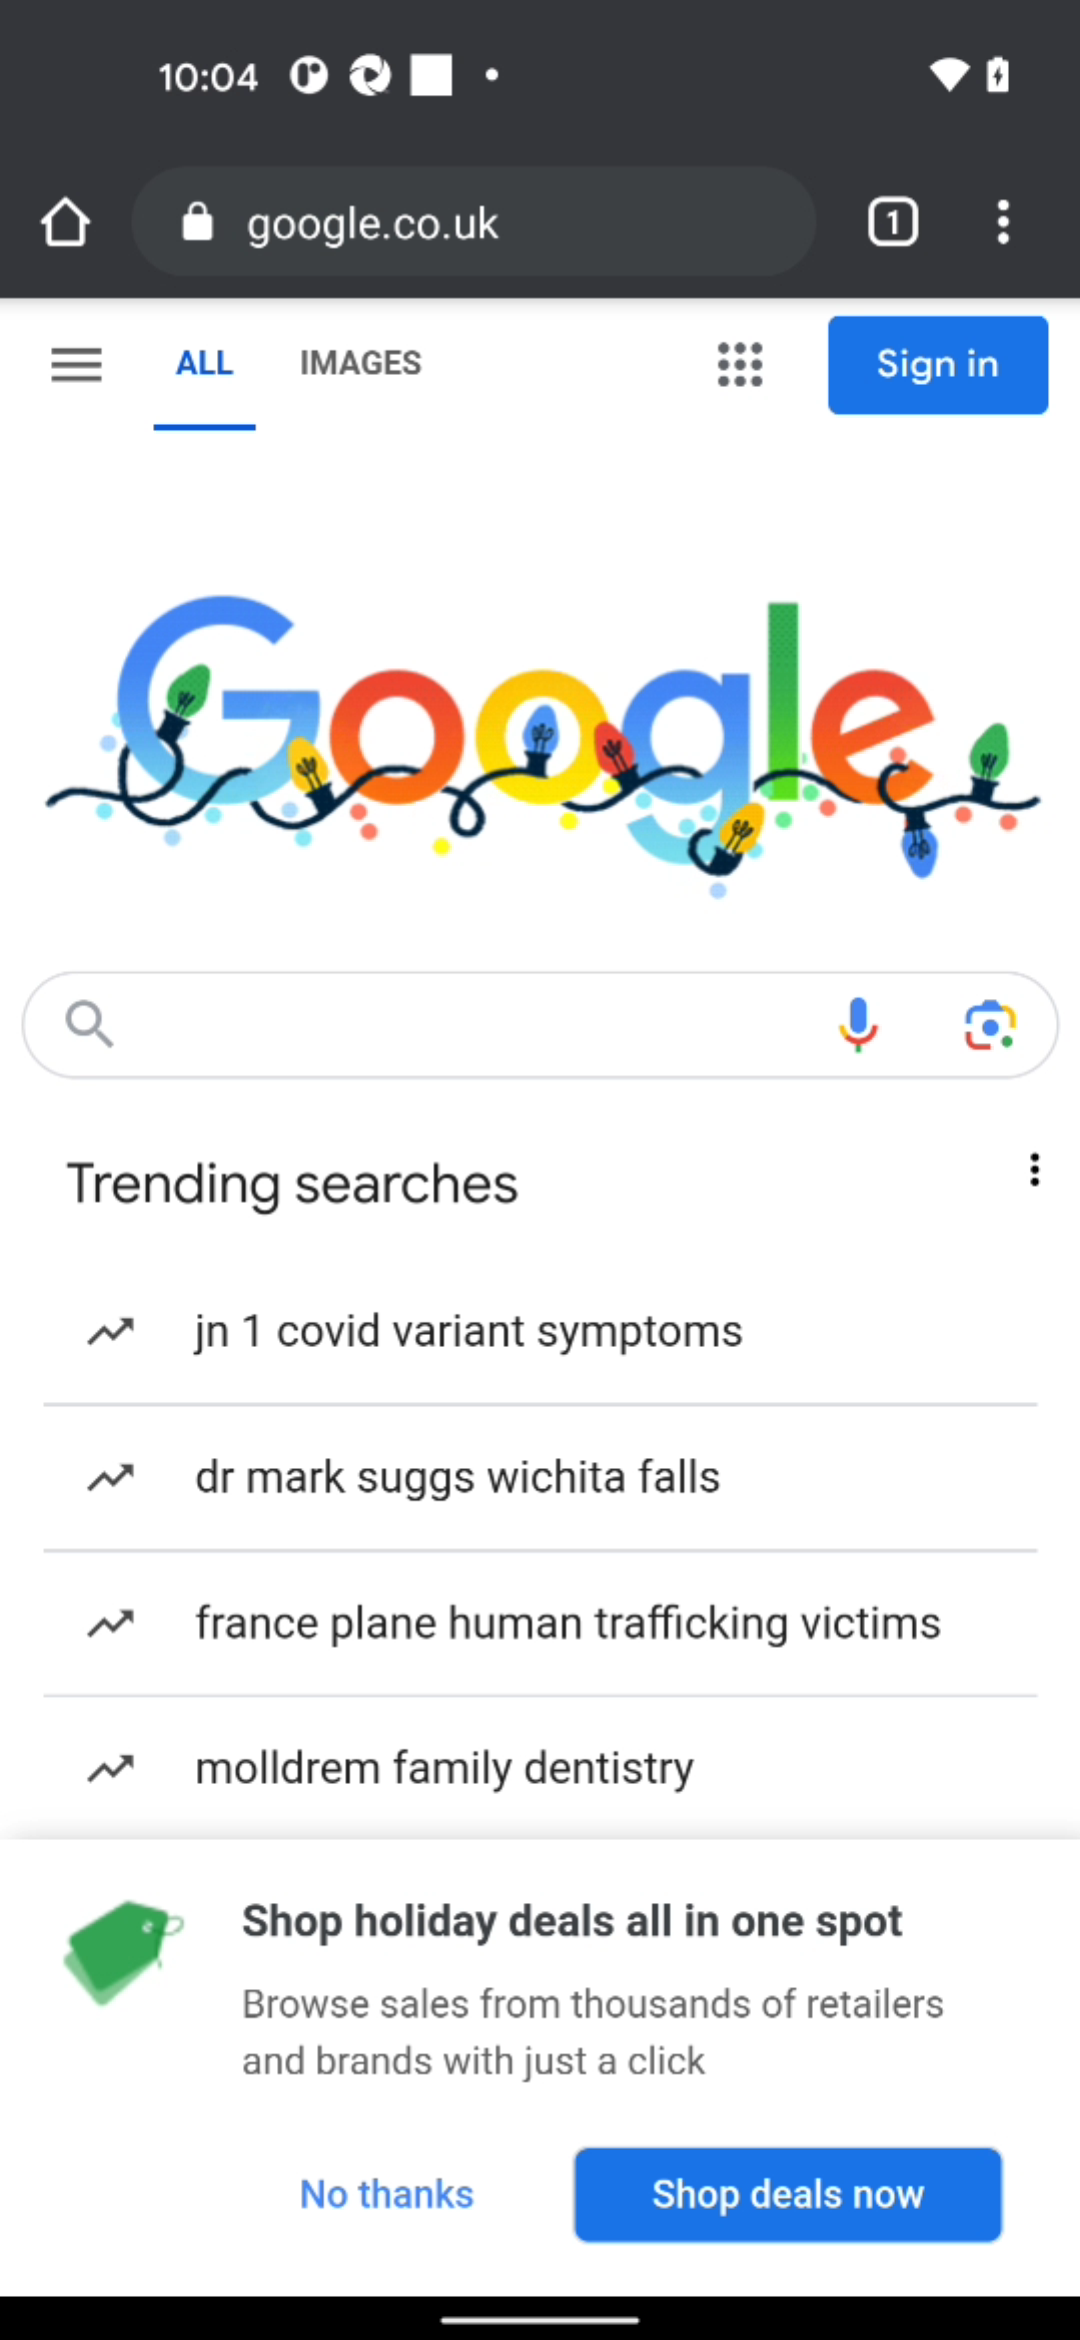 10:04
google.co.uk
1
ALL
IMAGES
Sign in
Google
Trending searches
jn 1 covid variant symptoms
dr mark suggs wichita falls
france plane human trafficking victims
molldrem family dentistry
Shop holiday deals all in one spot
Browse sales from thousands of retailers
and brands with just a click
No thanks
Shop deals now